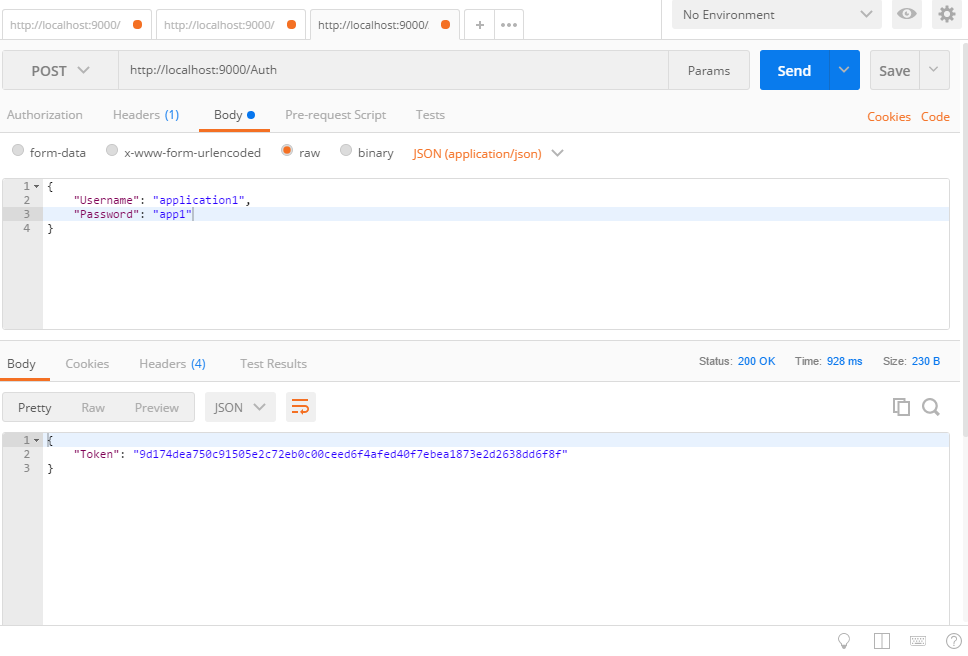 http://localhost:9000/ http://localhost:9000/ http://localhost:9000/. + ••• No Environment
POST http://localhost:9000/Auth Params Send Save
Authorization Headers (1) Body Pre-request Script Tests Cookies Code
form-data x-www-form-urlencoded raw binary JSON (application/json)
1 {
2 "Username": "application1",
3 "Password": "app1"
4 }
Body Cookies Headers (4) Test Results Status: 200 OK Time: 928 ms Size: 230 B
Pretty Raw Preview JSON
1 {
2 "Token": "9d174dea750c91505e2c72eb0c00ceed6f4afed40f7ebea1873e2d2638dd6f8f"
3 }
?